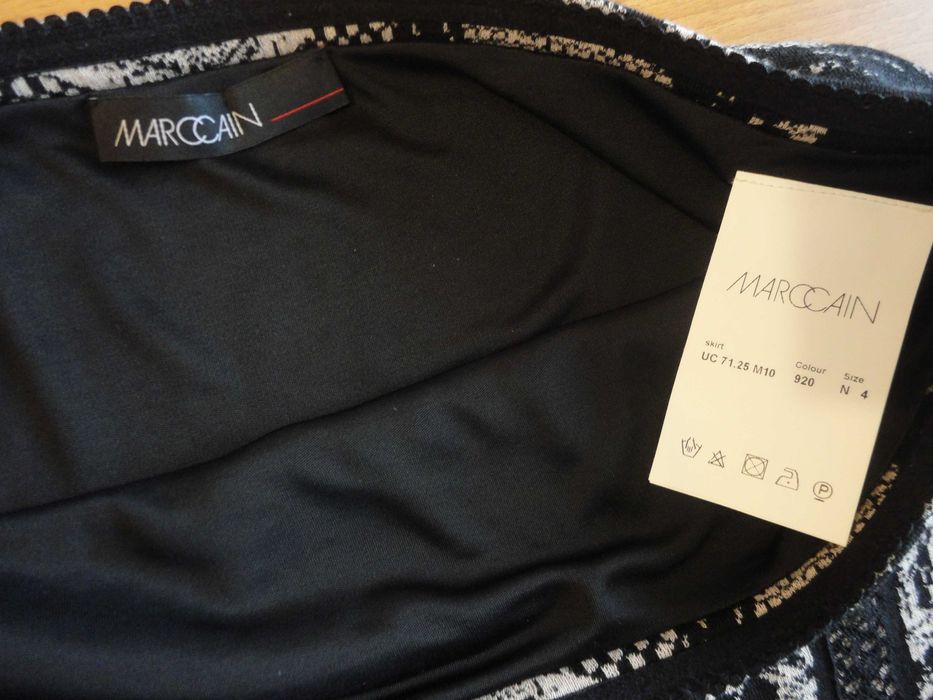 MARCCAIN
MARCCAIN
skirt Colour Size
UC 71.25 M10 920 N 4
P